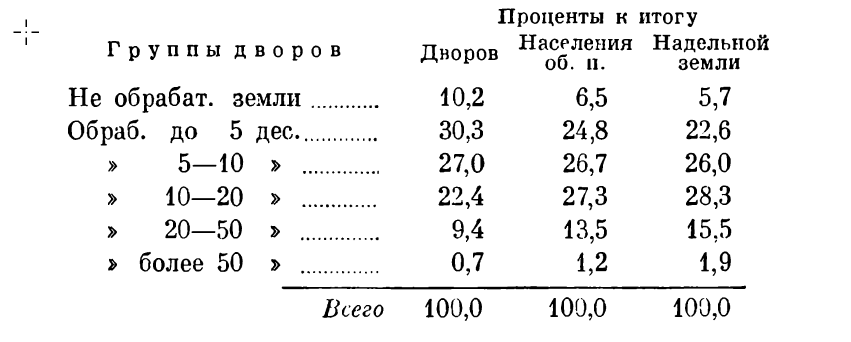 Проценты к итогу
Группы дворов Дворов Населения об. п. Надельной земли
Не обрабат. земли ............ 10,2 6,5 5,7
Обраб. до 5 дес. ............. 30,3 24,8 22,6
» 5—10 » ............. 27,0 26,7 26,0
» 10—20 » ............. 22,4 27,3 28,3
» 20—50 » ............. 9,4 13,5 15,5
» более 50 » ............. 0,7 1,2 1,9
Всего 100,0 100,0 100,0